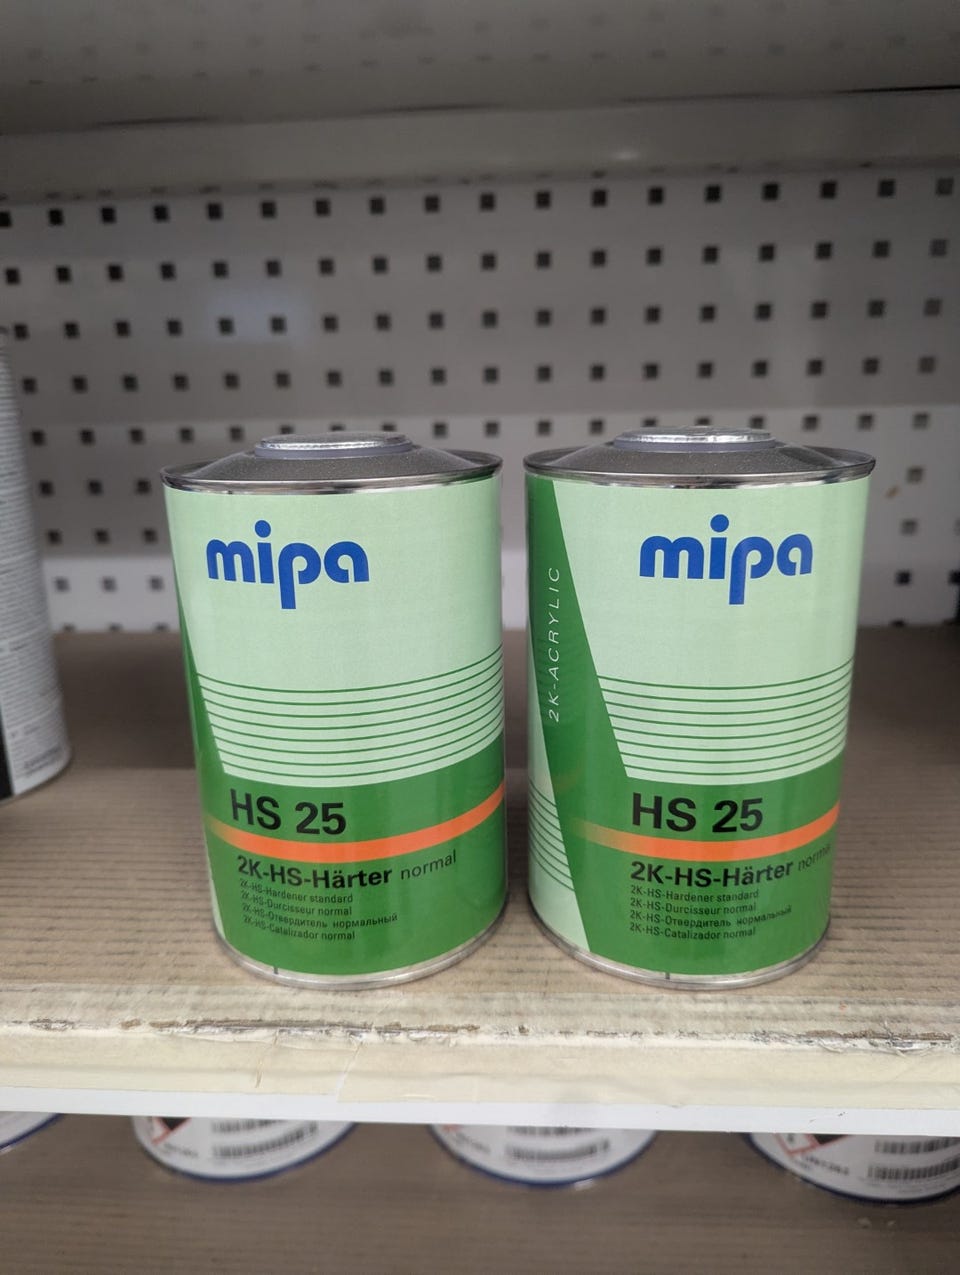 mipa
HS 25
2K-HS-Härter normal
2K-HS-Hardener standard
2K-HS-Durcisseur normal
2K-HS-Отвердитель нормальный
2K-HS-Catalizador normal
mipa
2K-ACRYLIC
HS 25
2K-HS-Härter normal
2K-HS-Hardener standard
2K-HS-Durcisseur normal
2K-HS-Отвердитель нормальный
2K-HS-Catalizador normal